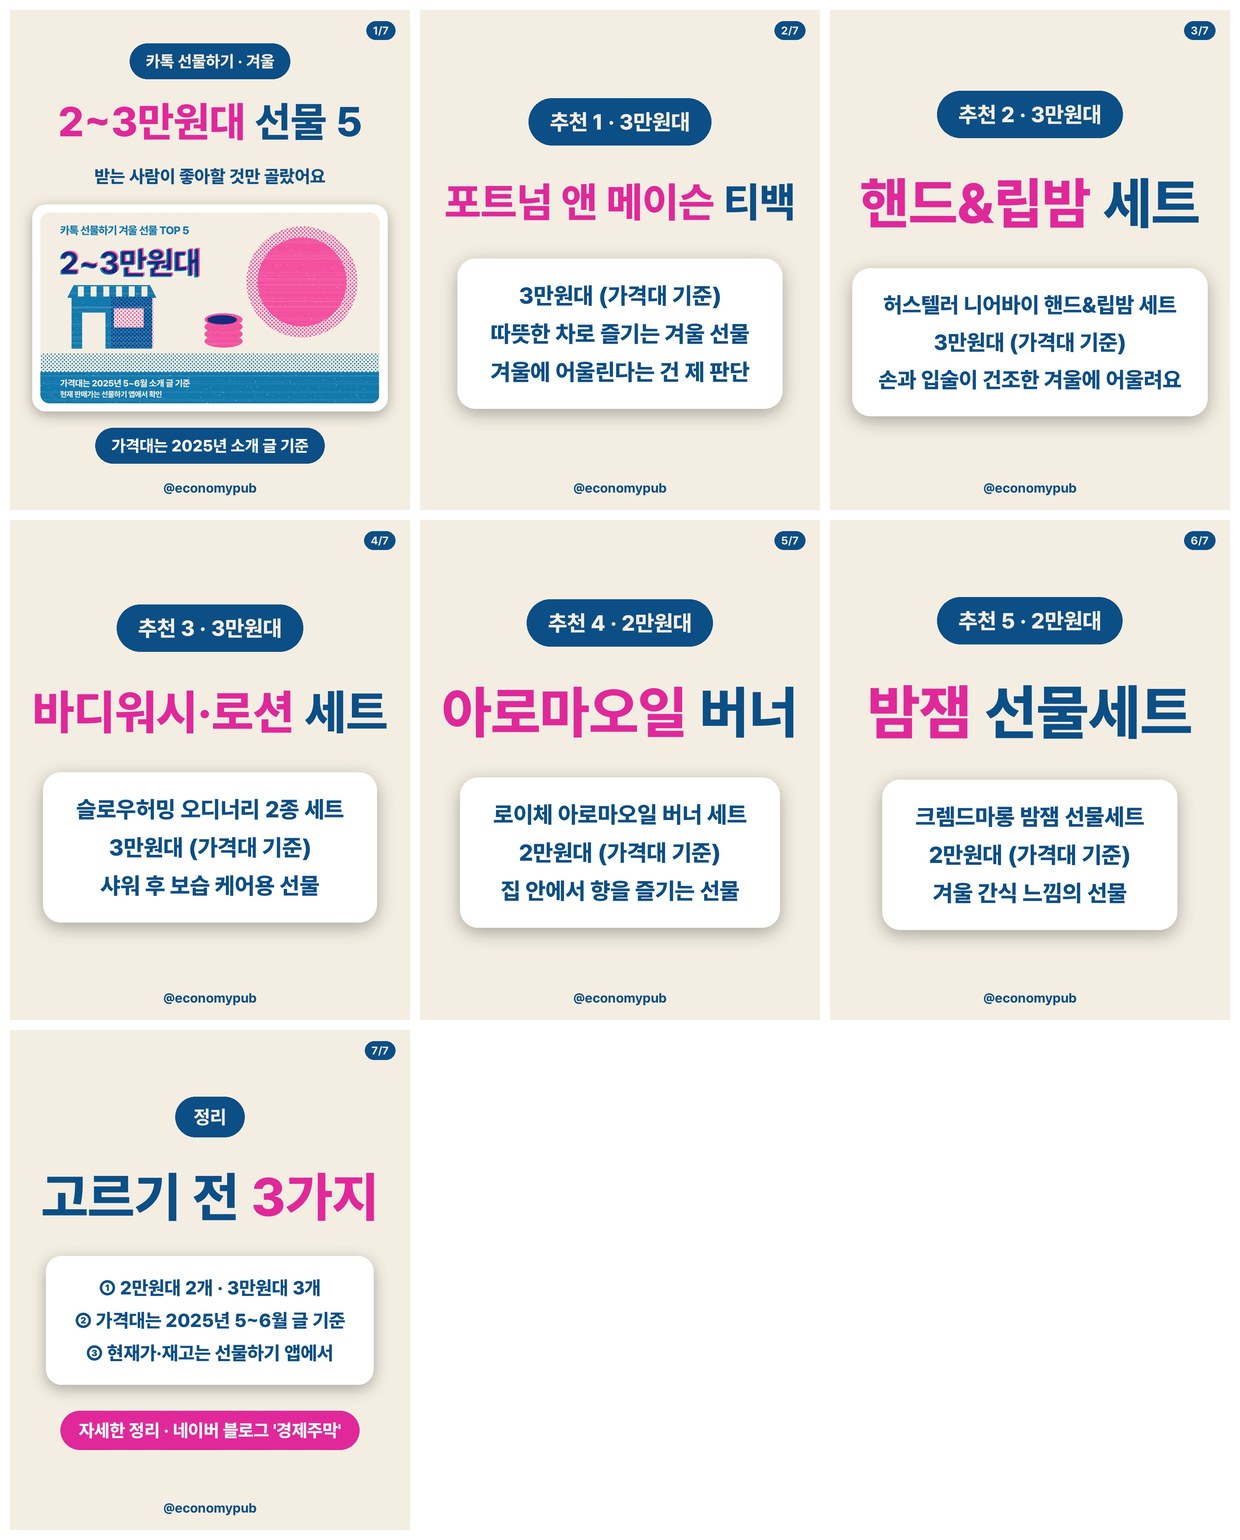 1/7
카톡 선물하기 · 겨울
2~3만원대 선물 5
받는 사람이 좋아할 것만 골랐어요
카톡 선물하기 겨울 선물 TOP 5
2~3만원대
가격대는 2025년 5~6월 소개 글 기준
현재 판매가는 선물하기 앱에서 확인
가격대는 2025년 소개 글 기준
@economypub
2/7
추천 1 · 3만원대
포트넘 앤 메이슨 티백
3만원대 (가격대 기준)
따뜻한 차로 즐기는 겨울 선물
겨울에 어울린다는 건 제 판단
@economypub
3/7
추천 2 · 3만원대
핸드&립밤 세트
허스텔러 니어바이 핸드&립밤 세트
3만원대 (가격대 기준)
손과 입술이 건조한 겨울에 어울려요
@economypub
4/7
추천 3 · 3만원대
바디워시·로션 세트
슬로우허밍 오디너리 2종 세트
3만원대 (가격대 기준)
샤워 후 보습 케어용 선물
@economypub
5/7
추천 4 · 2만원대
아로마오일 버너
로이체 아로마오일 버너 세트
2만원대 (가격대 기준)
집 안에서 향을 즐기는 선물
@economypub
6/7
추천 5 · 2만원대
밤잼 선물세트
크렘드마롱 밤잼 선물세트
2만원대 (가격대 기준)
겨울 간식 느낌의 선물
@economypub
7/7
정리
고르기 전 3가지
① 2만원대 2개 · 3만원대 3개
② 가격대는 2025년 5~6월 글 기준
③ 현재가·재고는 선물하기 앱에서
자세한 정리 · 네이버 블로그 '경제주막'
@economypub